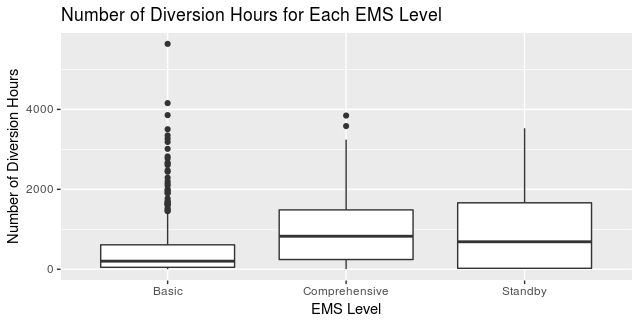 Number of Diversion Hours for Each EMS Level
Number of Diversion Hours
4000
2000
0
Basic Comprehensive Standby
EMS Level